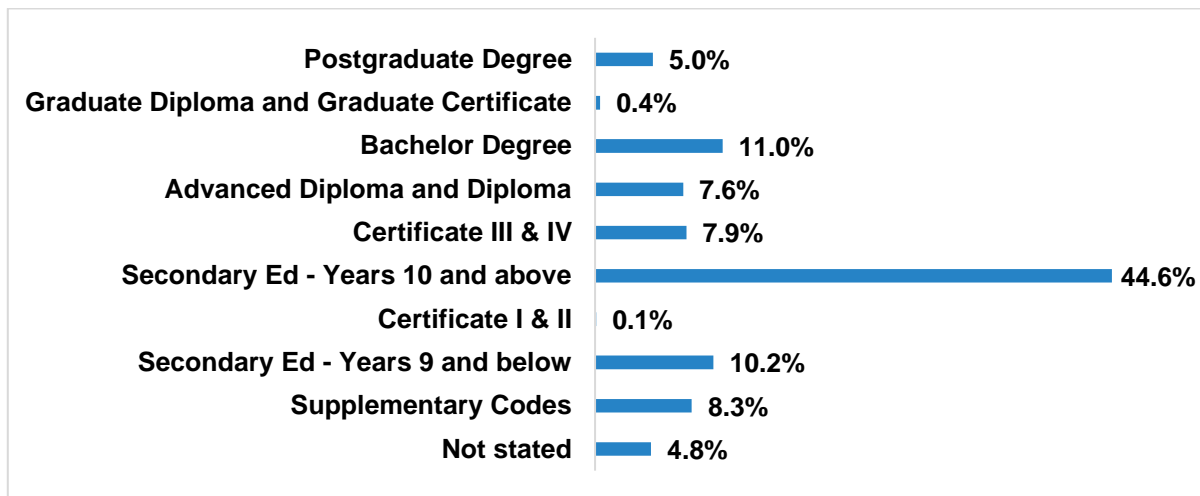 Postgraduate Degree 5.0%
Graduate Diploma and Graduate Certificate 0.4%
Bachelor Degree 11.0%
Advanced Diploma and Diploma 7.6%
Certificate III & IV 7.9%
Secondary Ed - Years 10 and above 44.6%
Certificate I & II 0.1%
Secondary Ed - Years 9 and below 10.2%
Supplementary Codes 8.3%
Not stated 4.8%